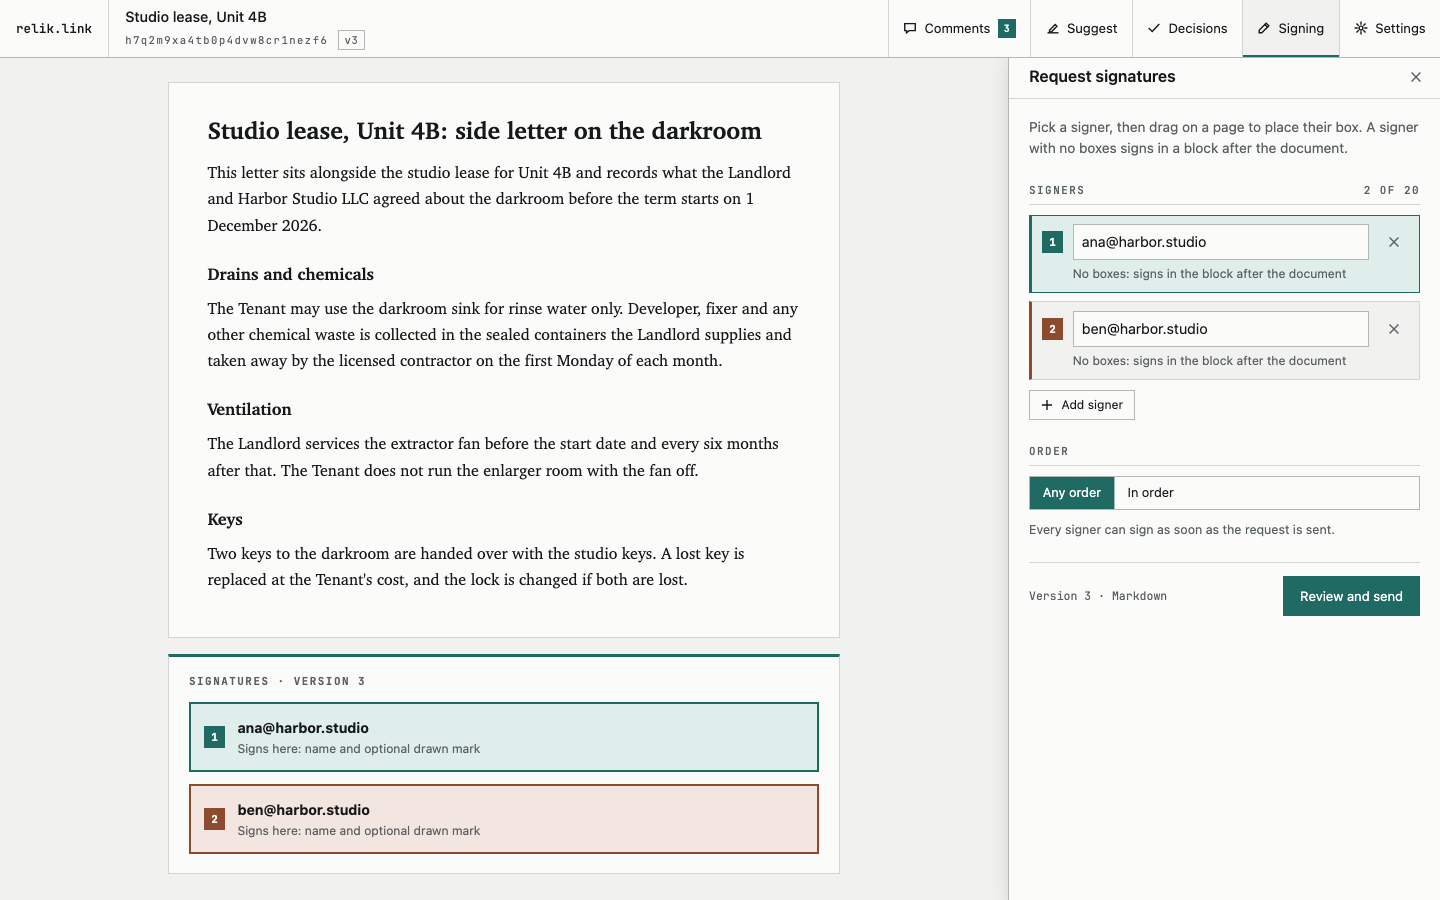 relik.link
Studio lease, Unit 4B
h7q2m9xa4tb0p4dvw8cr1nezf6 v3
Comments 3
Suggest
Decisions
Signing
Settings
Studio lease, Unit 4B: side letter on the darkroom
This letter sits alongside the studio lease for Unit 4B and records what the Landlord
and Harbor Studio LLC agreed about the darkroom before the term starts on 1
December 2026.
Drains and chemicals
The Tenant may use the darkroom sink for rinse water only. Developer, fixer and any
other chemical waste is collected in the sealed containers the Landlord supplies and
taken away by the licensed contractor on the first Monday of each month.
Ventilation
The Landlord services the extractor fan before the start date and every six months
after that. The Tenant does not run the enlarger room with the fan off.
Keys
Two keys to the darkroom are handed over with the studio keys. A lost key is
replaced at the Tenant's cost, and the lock is changed if both are lost.
SIGNATURES · VERSION 3
1 ana@harbor.studio
Signs here: name and optional drawn mark
2 ben@harbor.studio
Signs here: name and optional drawn mark
Request signatures
Pick a signer, then drag on a page to place their box. A signer
with no boxes signs in a block after the document.
SIGNERS 2 OF 20
1 ana@harbor.studio
No boxes: signs in the block after the document
2 ben@harbor.studio
No boxes: signs in the block after the document
Add signer
ORDER
Any order In order
Every signer can sign as soon as the request is sent.
Version 3 · Markdown
Review and send